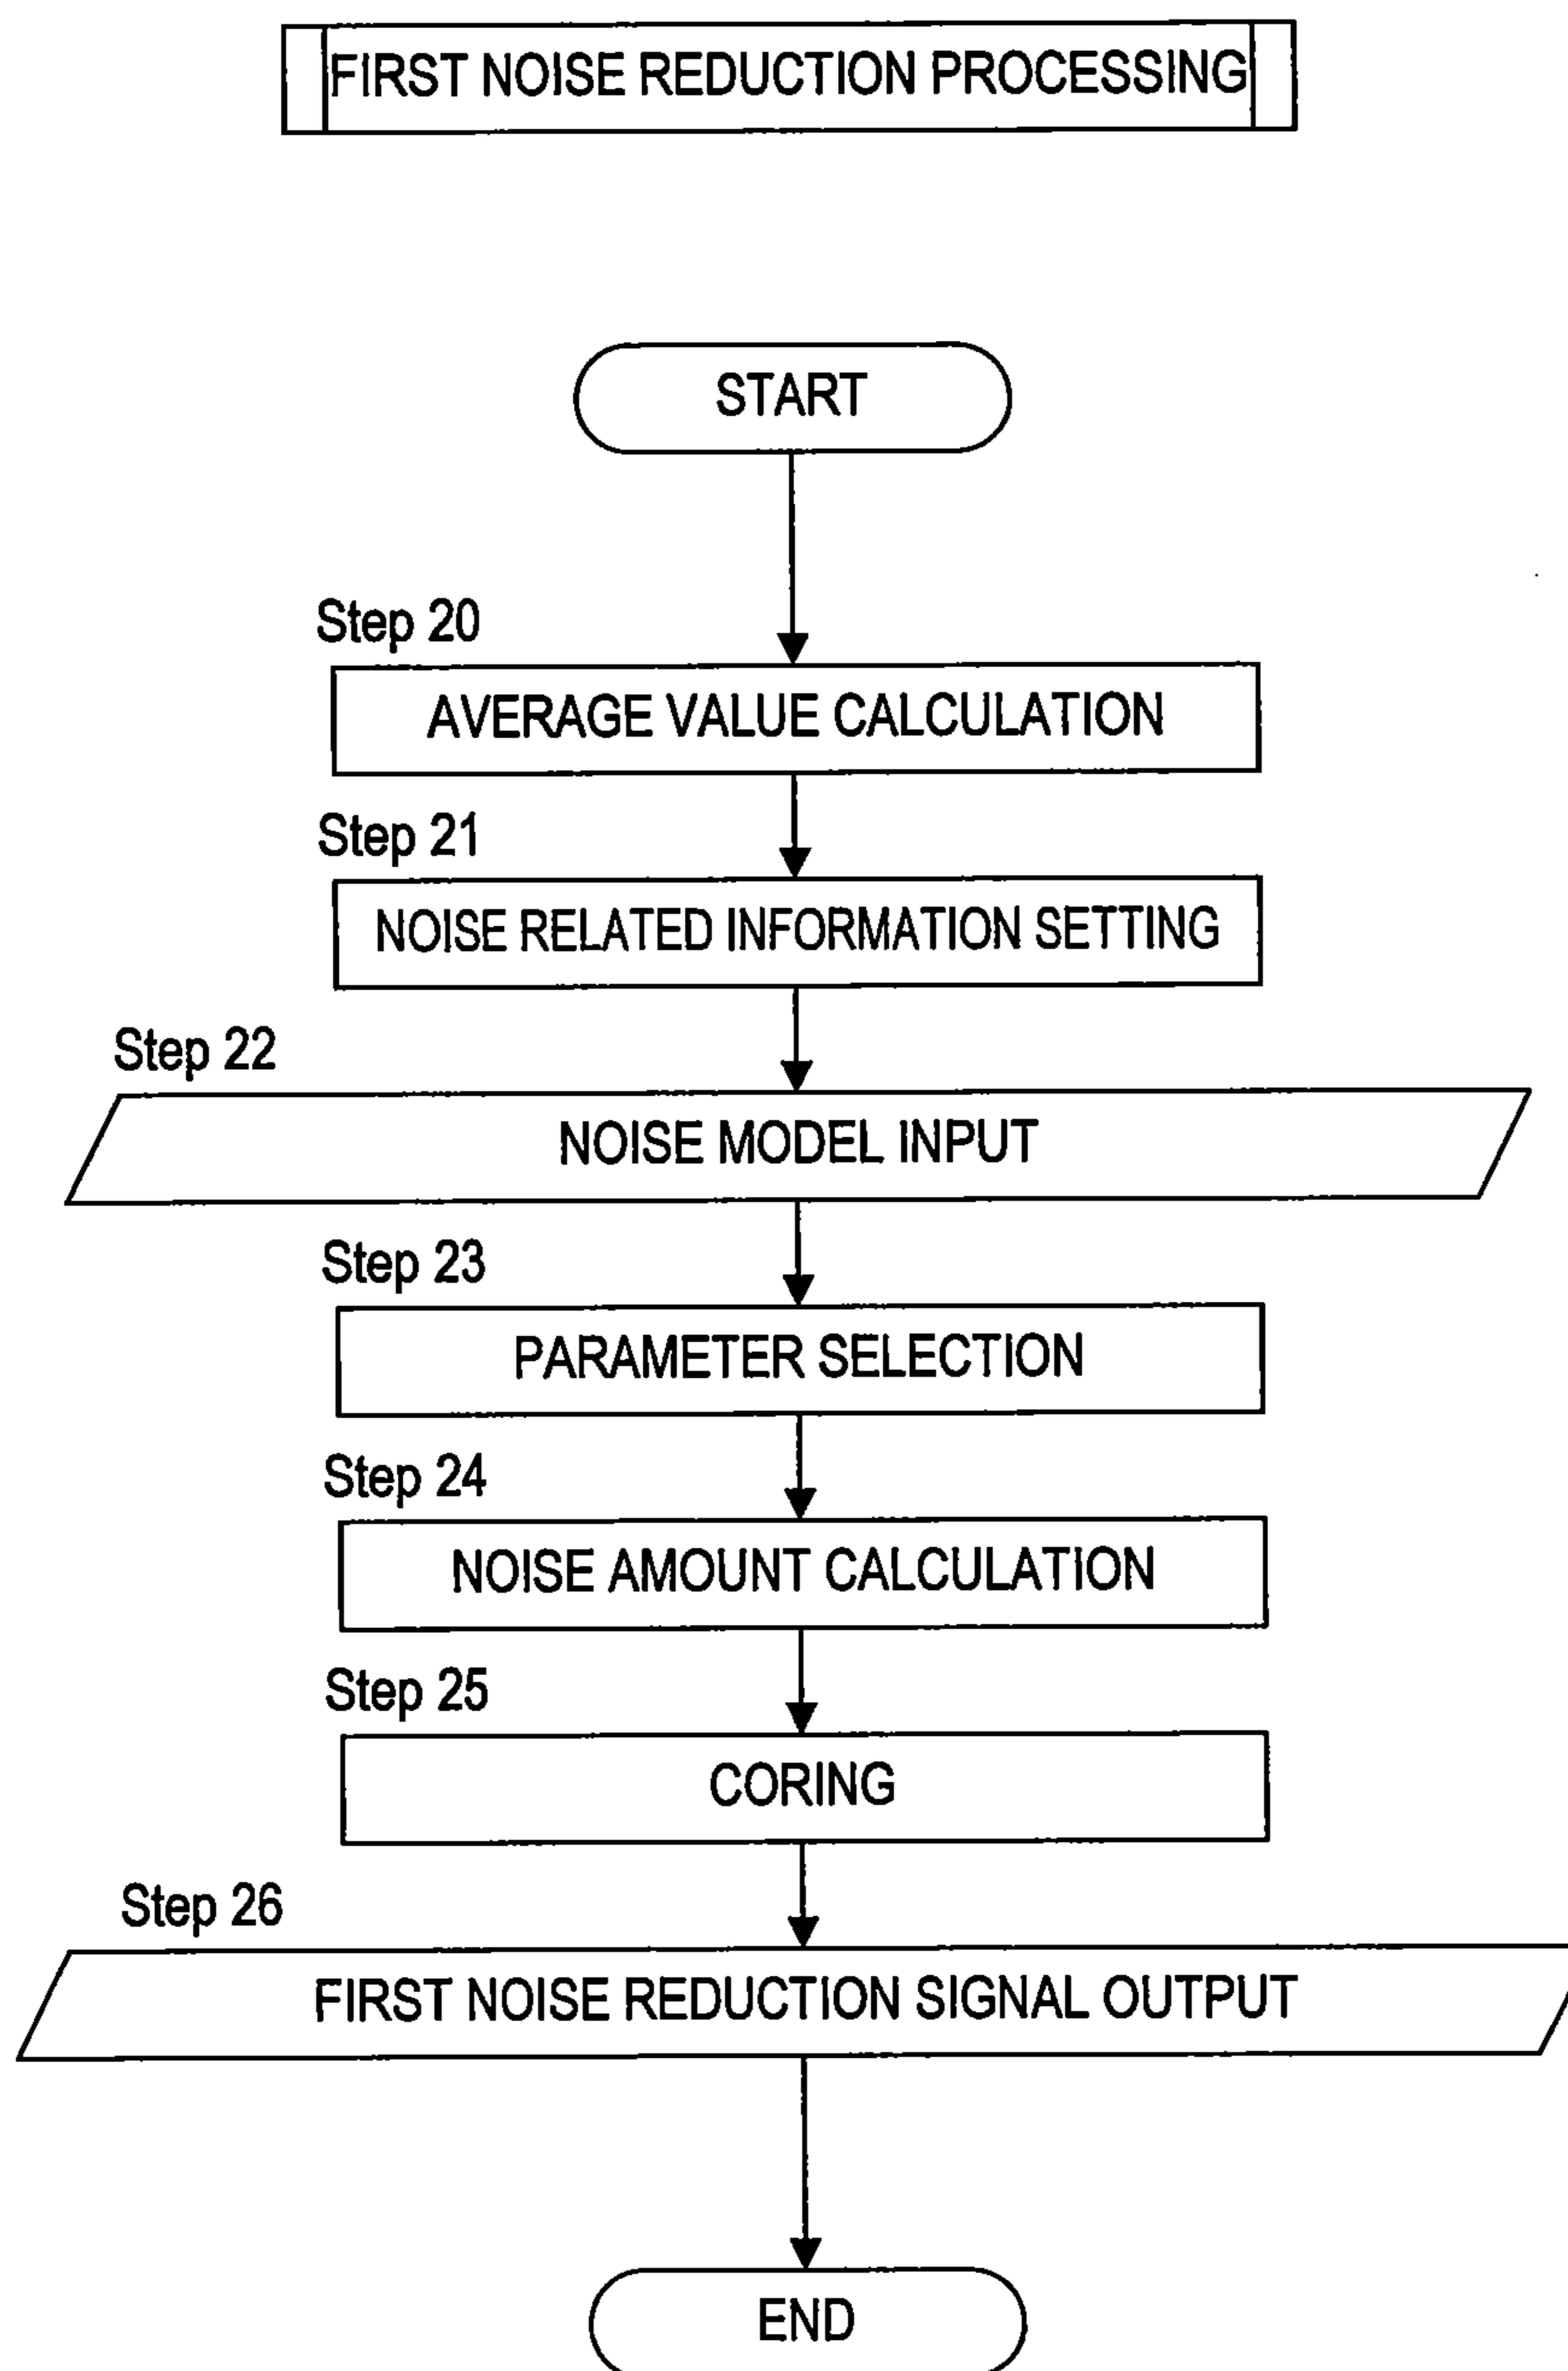 FIRST NOISE REDUCTION PROCESSING
START
Step 20
AVERAGE VALUE CALCULATION
Step 21
NOISE RELATED INFORMATION SETTING
Step 22
NOISE MODEL INPUT
Step 23
PARAMETER SELECTION
Step 24
NOISE AMOUNT CALCULATION
Step 25
CORING
Step 26
FIRST NOISE REDUCTION SIGNAL OUTPUT
END